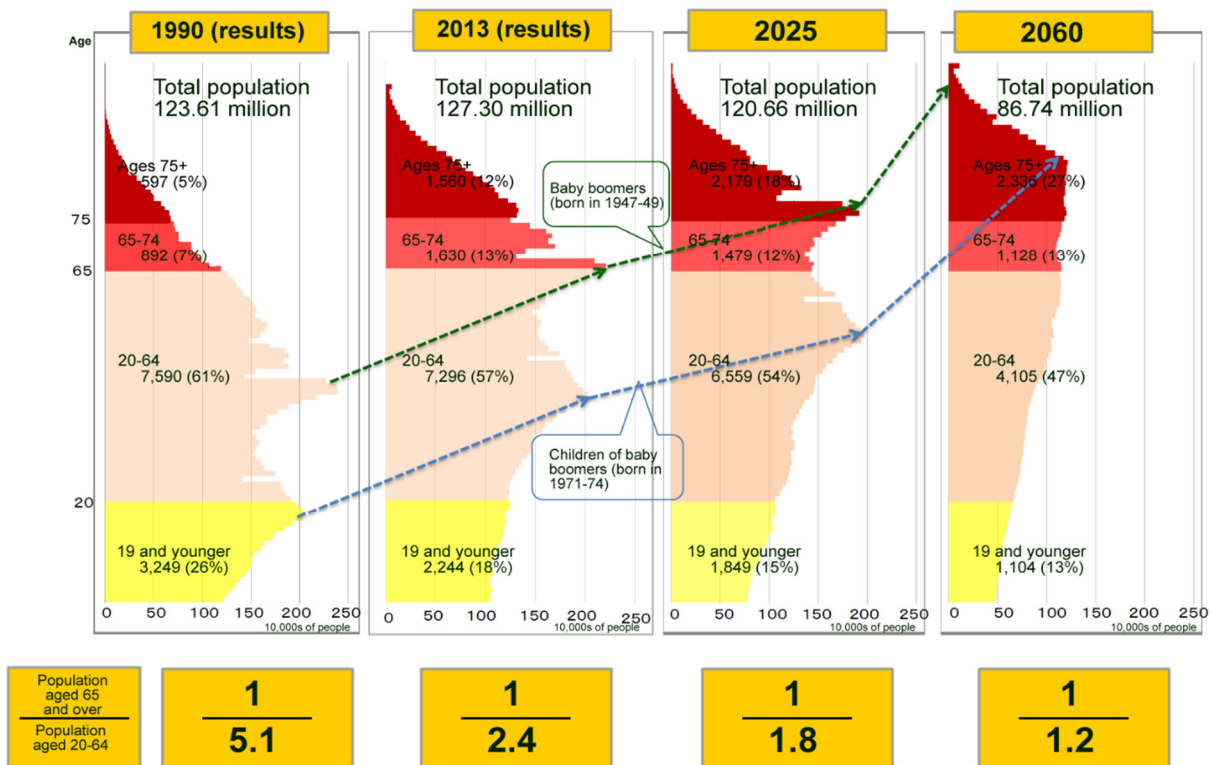 1990 (results)
2013 (results)
2025
2060
Age
75
65
20
Total population
123.61 million
Ages 75+
597 (5%)
65-74
892 (7%)
20-64
7,590 (61%)
19 and younger
3,249 (26%)
0 50 100 150 200 250
10,000s of people
Total population
127.30 million
Ages 75+
1,560 (12%)
65-74
1,630 (13%)
20-64
7,296 (57%)
19 and younger
2,244 (18%)
0 50 100 150 200 250
10,000s of people
Baby boomers
(born in 1947-49)
Children of baby
boomers (born in
1971-74)
Total population
120.66 million
Ages 75+
2,179 (18%)
65-74
1,479 (12%)
20-64
6,559 (54%)
19 and younger
1,849 (15%)
0 50 100 150 200 250
10,000s of people
Total population
86.74 million
Ages 75+
2,336 (27%)
65-74
1,128 (13%)
20-64
4,105 (47%)
19 and younger
1,104 (13%)
0 50 100 150 200 250
10,000s of people
Population
aged 65
and over
Population
aged 20-64
1
5.1
1
2.4
1
1.8
1
1.2